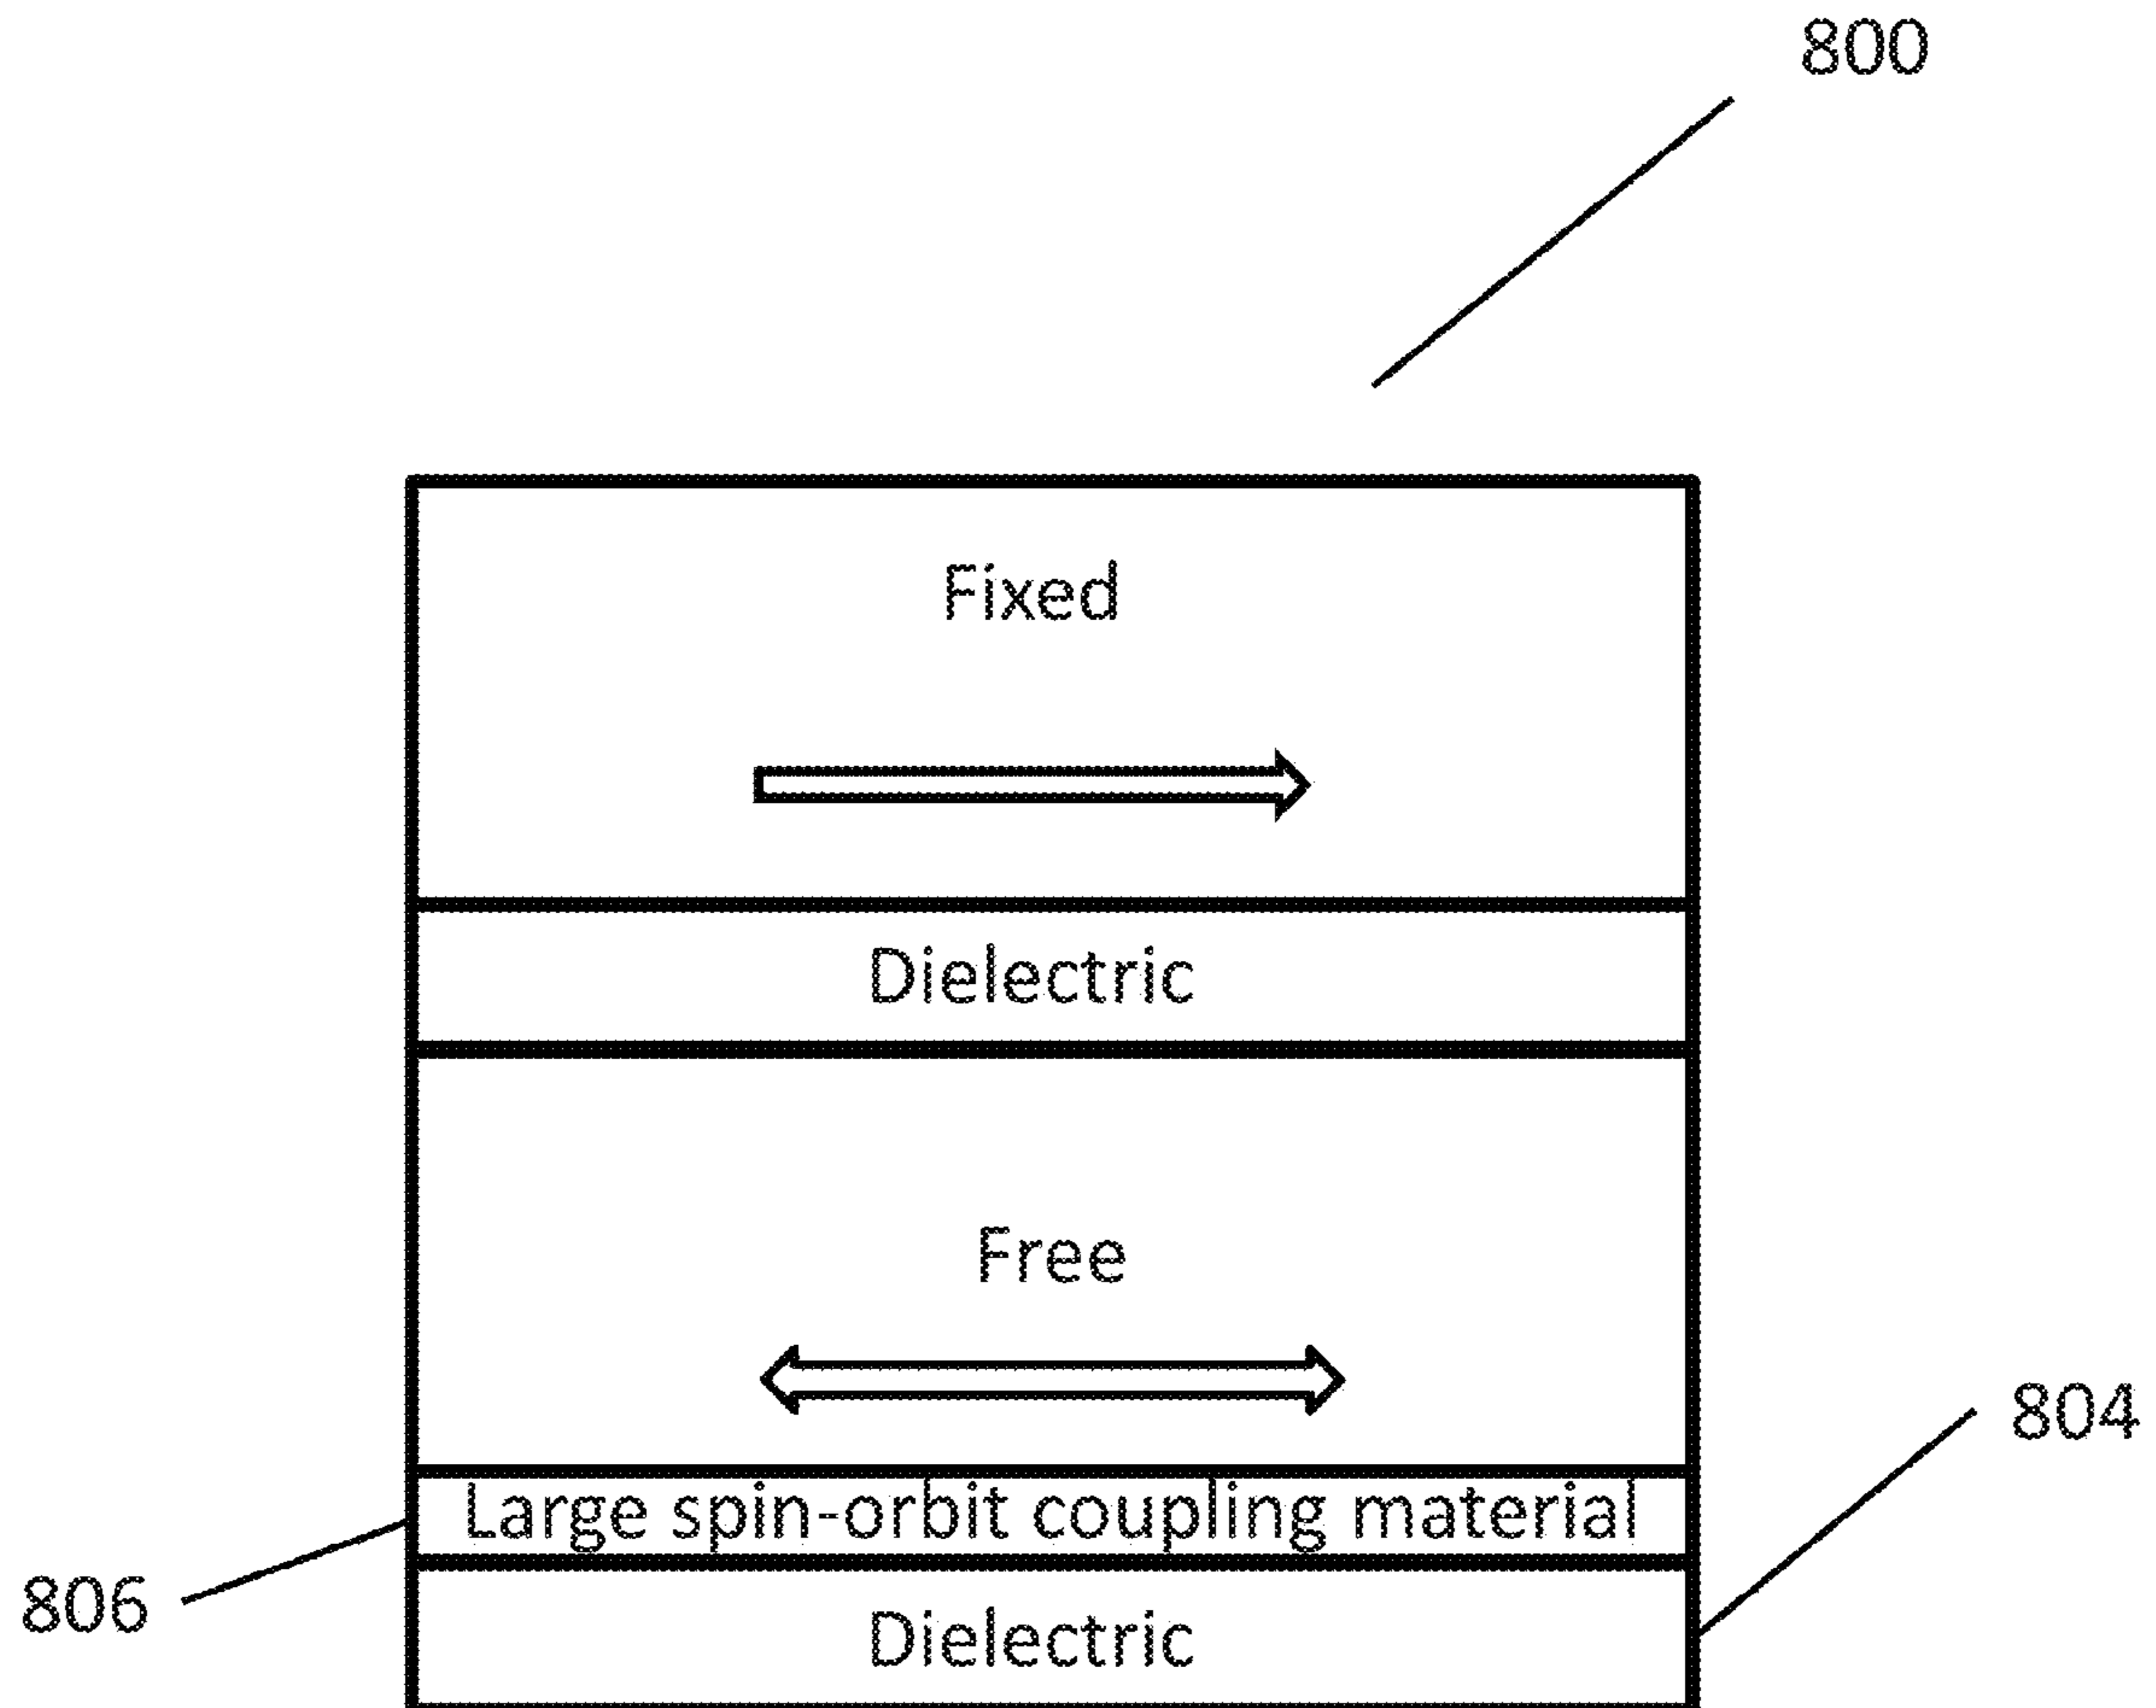 800
Fixed
Dielectric
Free
804
Large spin-orbit coupling material
806
Dielectric